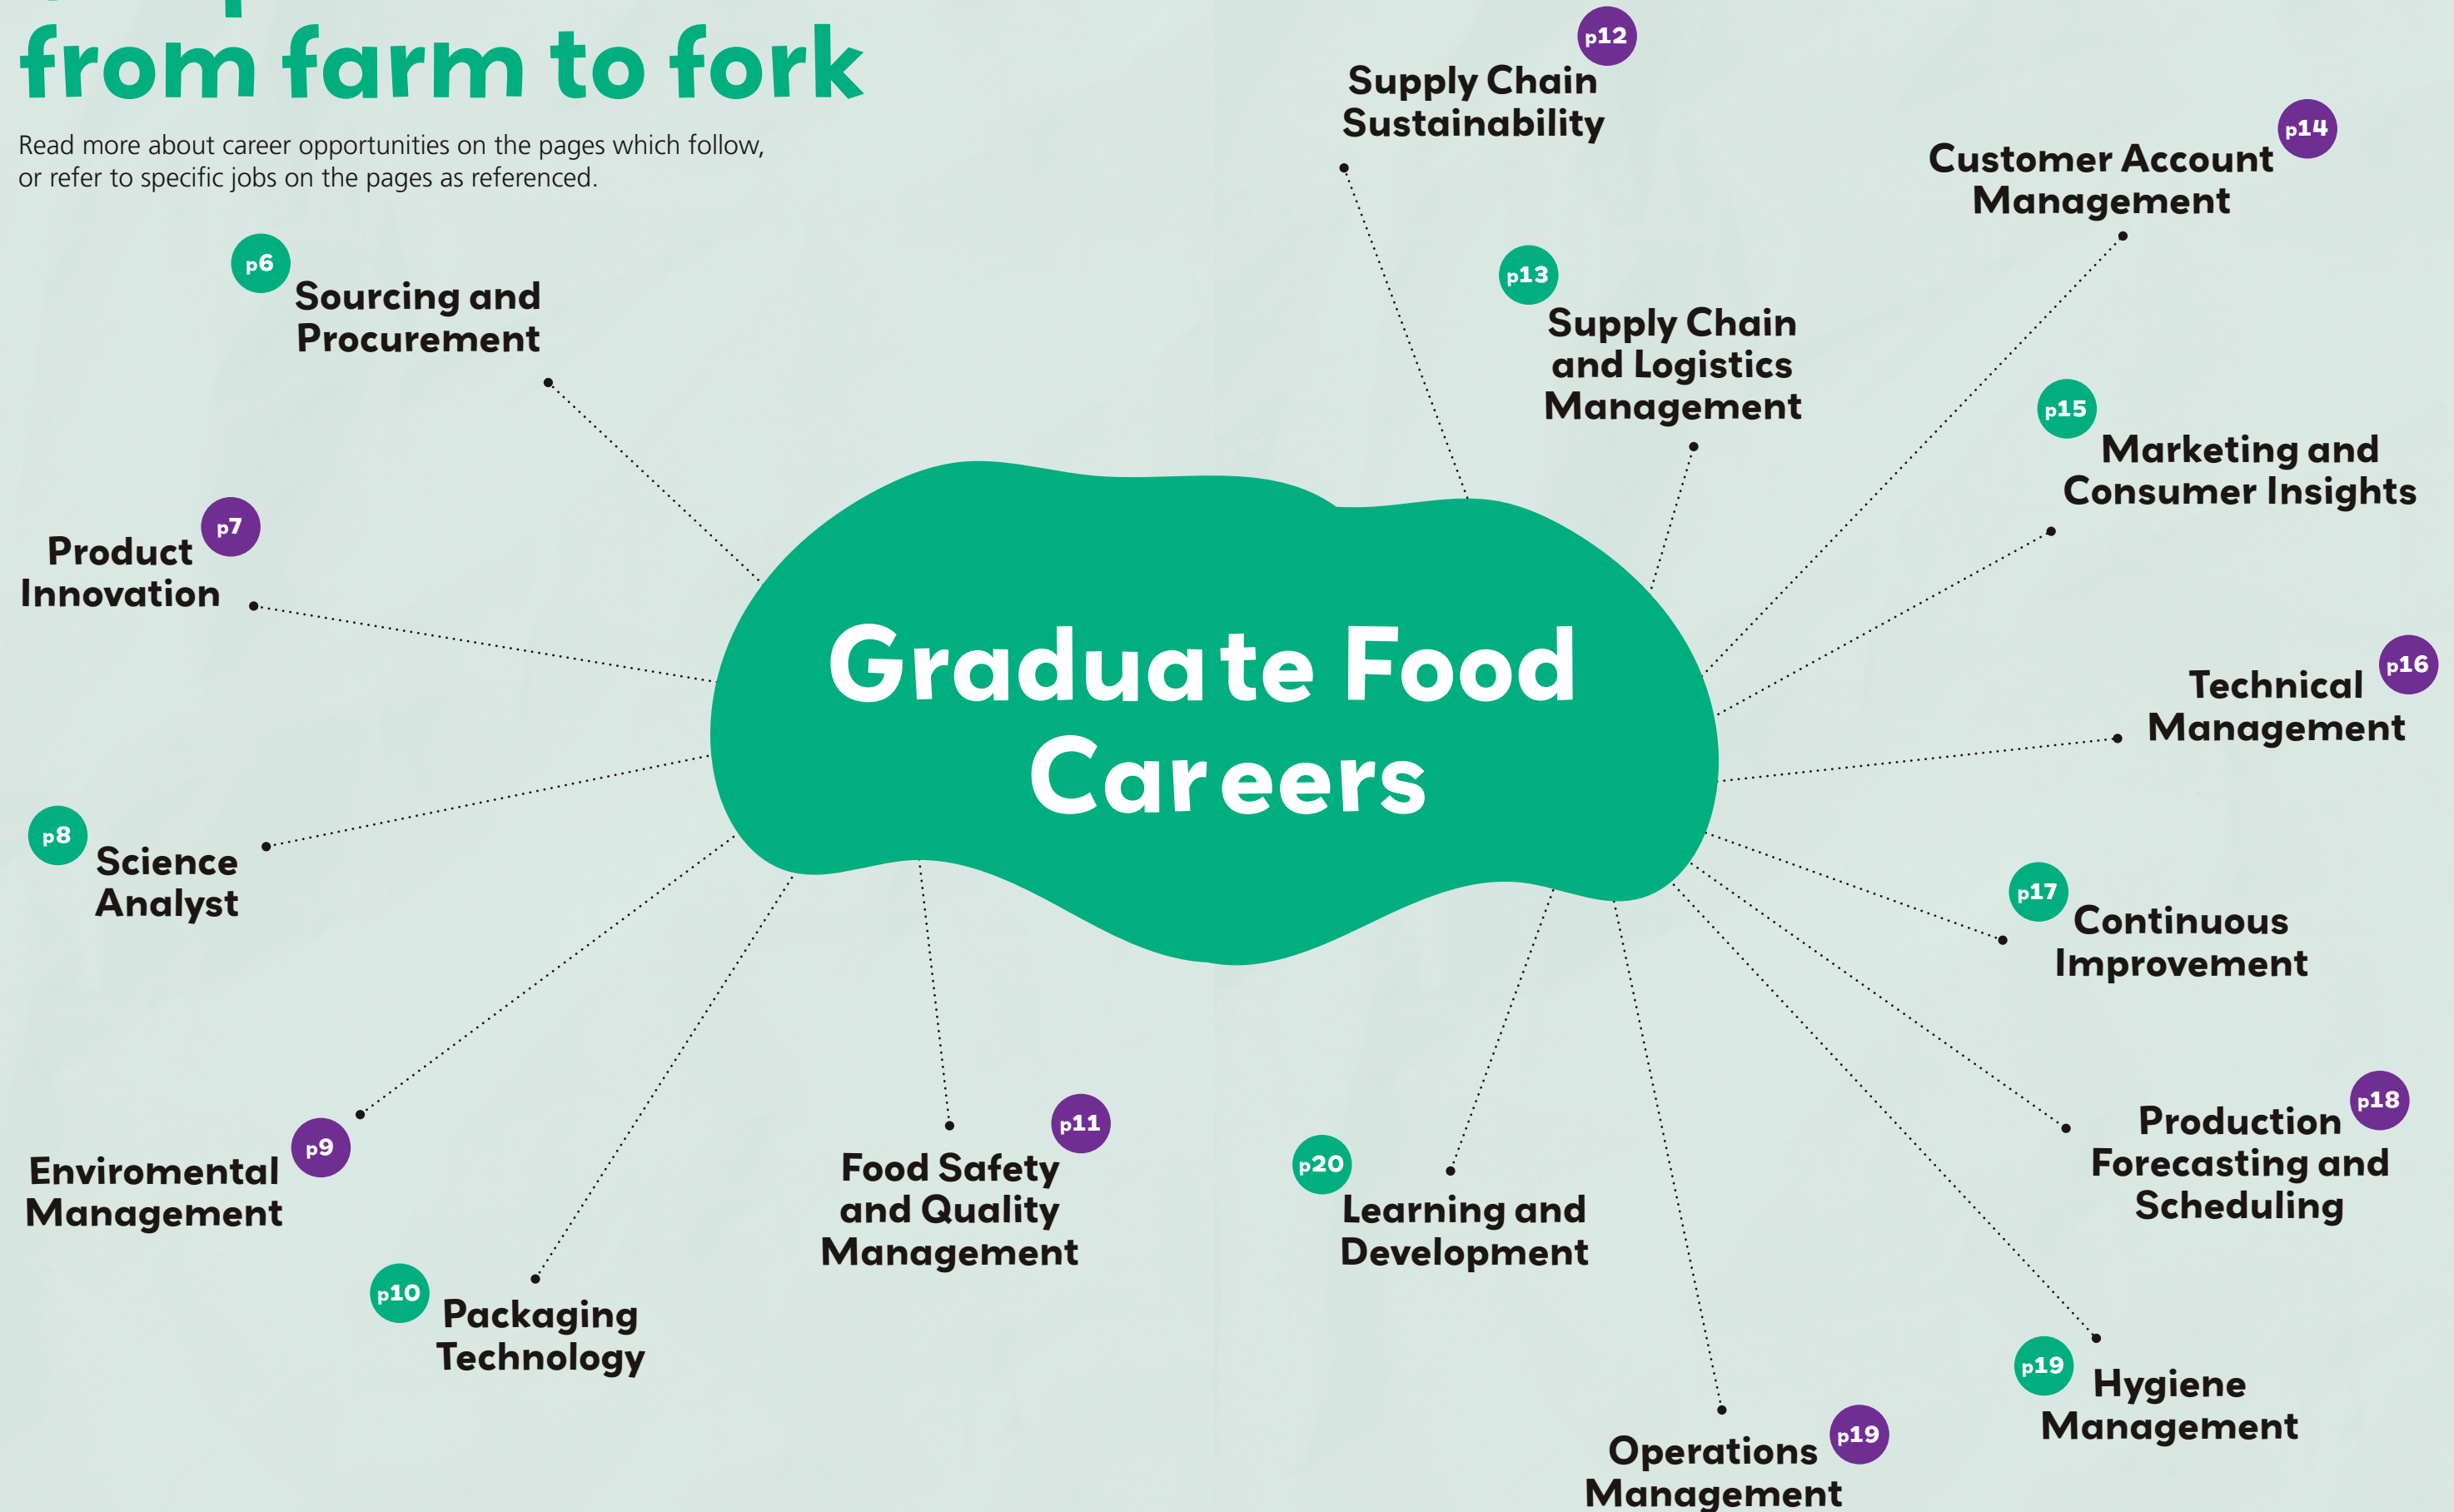 from farm to fork
Read more about career opportunities on the pages which follow,
or refer to specific jobs on the pages as referenced.
p6
Sourcing and
Procurement
p7
Product
Innovation
p8
Science
Analyst
p9
Enviromental
Management
p10
Packaging
Technology
p11
Food Safety
and Quality
Management
Graduate Food
Careers
p12
Supply Chain
Sustainability
p13
Supply Chain
and Logistics
Management
p14
Customer Account
Management
p15
Marketing and
Consumer Insights
p16
Technical
Management
p17
Continuous
Improvement
p18
Production
Forecasting and
Scheduling
p19
Hygiene
Management
p19
Operations
Management
p20
Learning and
Development